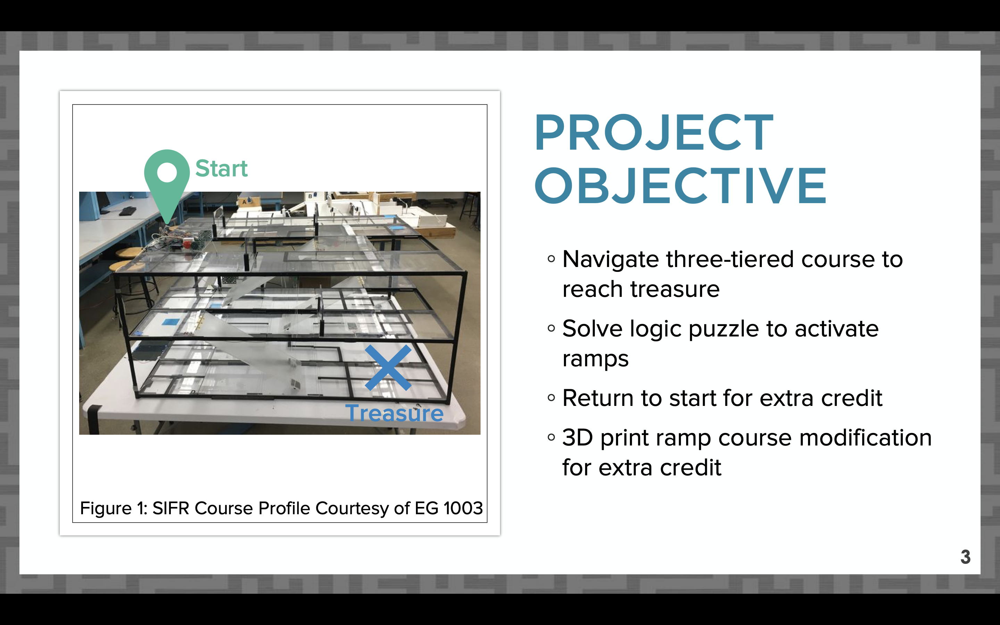 Start
A
B
Treasure
Figure 1: SIFR Course Profile Courtesy of EG 1003
PROJECT
OBJECTIVE
◦ Navigate three-tiered course to
reach treasure
◦ Solve logic puzzle to activate
ramps
◦ Return to start for extra credit
◦ 3D print ramp course modification
for extra credit
3